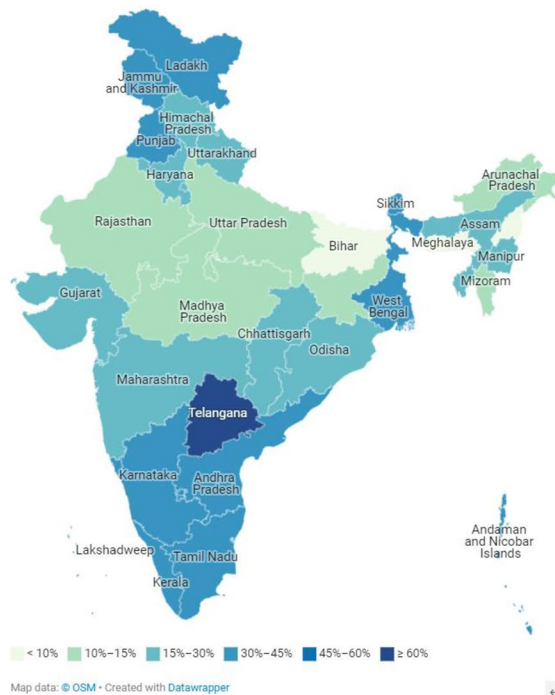 Ladakh
Jammu
and Kashmir
Himachal
Pradesh
Punjab
Uttarakhand
Haryana
Arunachal
Pradesh
Sikkim
Rajasthan
Uttar Pradesh
Assam
Bihar
Meghalaya
Manipur
Mizoram
Gujarat
Madhya
Pradesh
West
Bengal
Chhattisgarh
Odisha
Maharashtra
Telangana
Karnataka
Andhra
Pradesh
Andaman
and Nicobar
Islands
Lakshadweep
Tamil Nadu
Kerala
< 10% 10%–15% 15%–30% 30%–45% 45%–60% ≥ 60%
Map data: © OSM • Created with Datawrapper